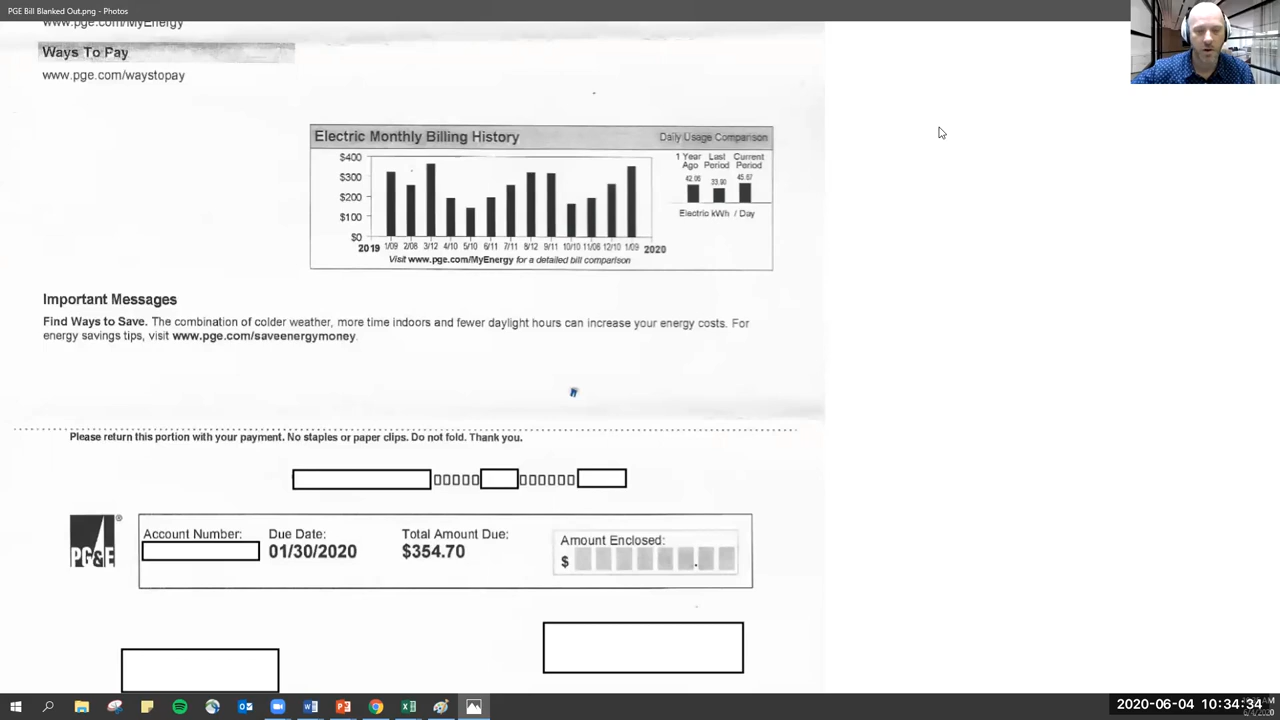 PGE Bill Blanked Out.png - Photos
www.pge.com/MyEnergy
Ways To Pay
www.pge.com/waystopay
Electric Monthly Billing History
Daily Usage Comparison
$400
$300
$200
$100
$0
2019 1/09 2/08 3/12 4/10 5/10 6/11 7/11 8/12 9/11 10/10 11/08 12/10 1/09 2020
Visit www.pge.com/MyEnergy for a detailed bill comparison
1 Year Ago
Last Period
Current Period
42.06 33.90 45.67
Electric kWh / Day
Important Messages
Find Ways to Save. The combination of colder weather, more time indoors and fewer daylight hours can increase your energy costs. For
energy savings tips, visit www.pge.com/saveenergymoney.
Please return this portion with your payment. No staples or paper clips. Do not fold. Thank you.
PG&E ®
Account Number:
Due Date:
01/30/2020
Total Amount Due:
$354.70
Amount Enclosed:
$ .
2020-06-04 10:34:34